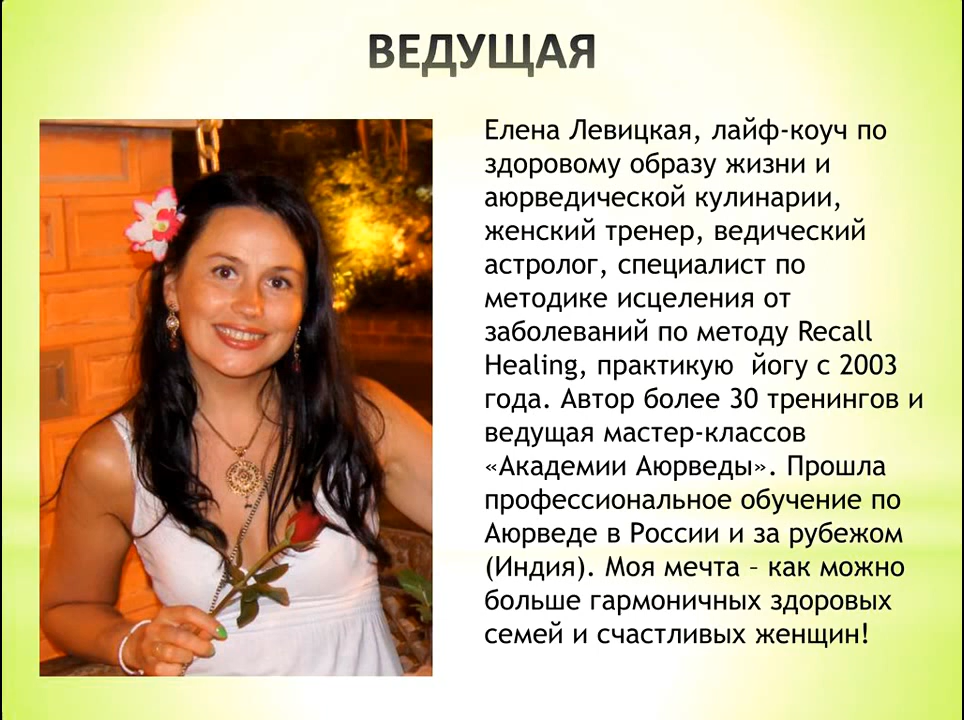 ВЕДУЩАЯ
Елена Левицкая, лайф-коуч по
здоровому образу жизни и
аюрведической кулинарии,
женский тренер, ведический
астролог, специалист по
методике исцеления от
заболеваний по методу Recall
Healing, практикую  йогу с 2003
года. Автор более 30 тренингов и
ведущая мастер-классов
«Академии Аюрведы». Прошла
профессиональное обучение по
Аюрведе в России и за рубежом
(Индия). Моя мечта – как можно
больше гармоничных здоровых
семей и счастливых женщин!